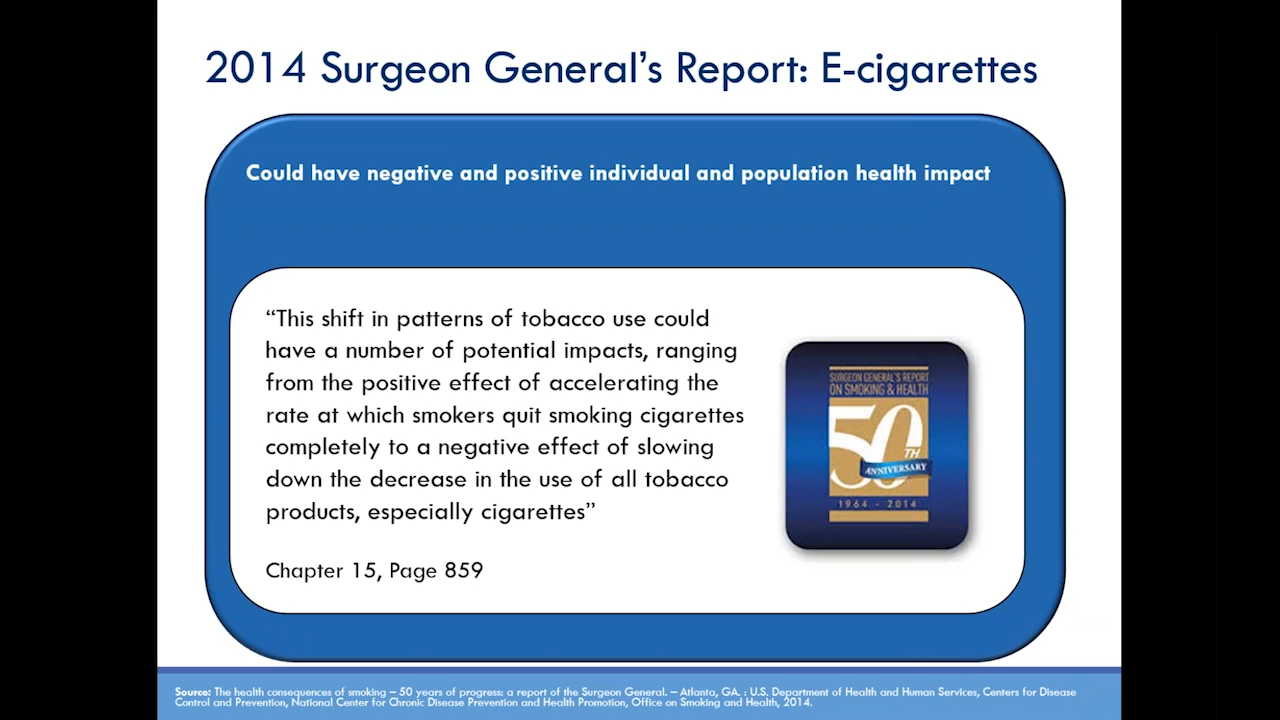 2014 Surgeon General’s Report: E-cigarettes
Could have negative and positive individual and population health impact
“This shift in patterns of tobacco use could
have a number of potential impacts, ranging
from the positive effect of accelerating the
rate at which smokers quit smoking cigarettes
completely to a negative effect of slowing
down the decrease in the use of all tobacco
products, especially cigarettes”
Chapter 15, Page 859
SURGEON GENERAL'S REPORT
ON SMOKING & HEALTH
50TH
ANNIVERSARY
1964 - 2014
Source: The health consequences of smoking – 50 years of progress: a report of the Surgeon General. – Atlanta, GA. : U.S. Department of Health and Human Services, Centers for Disease
Control and Prevention, National Center for Chronic Disease Prevention and Health Promotion, Office on Smoking and Health, 2014.